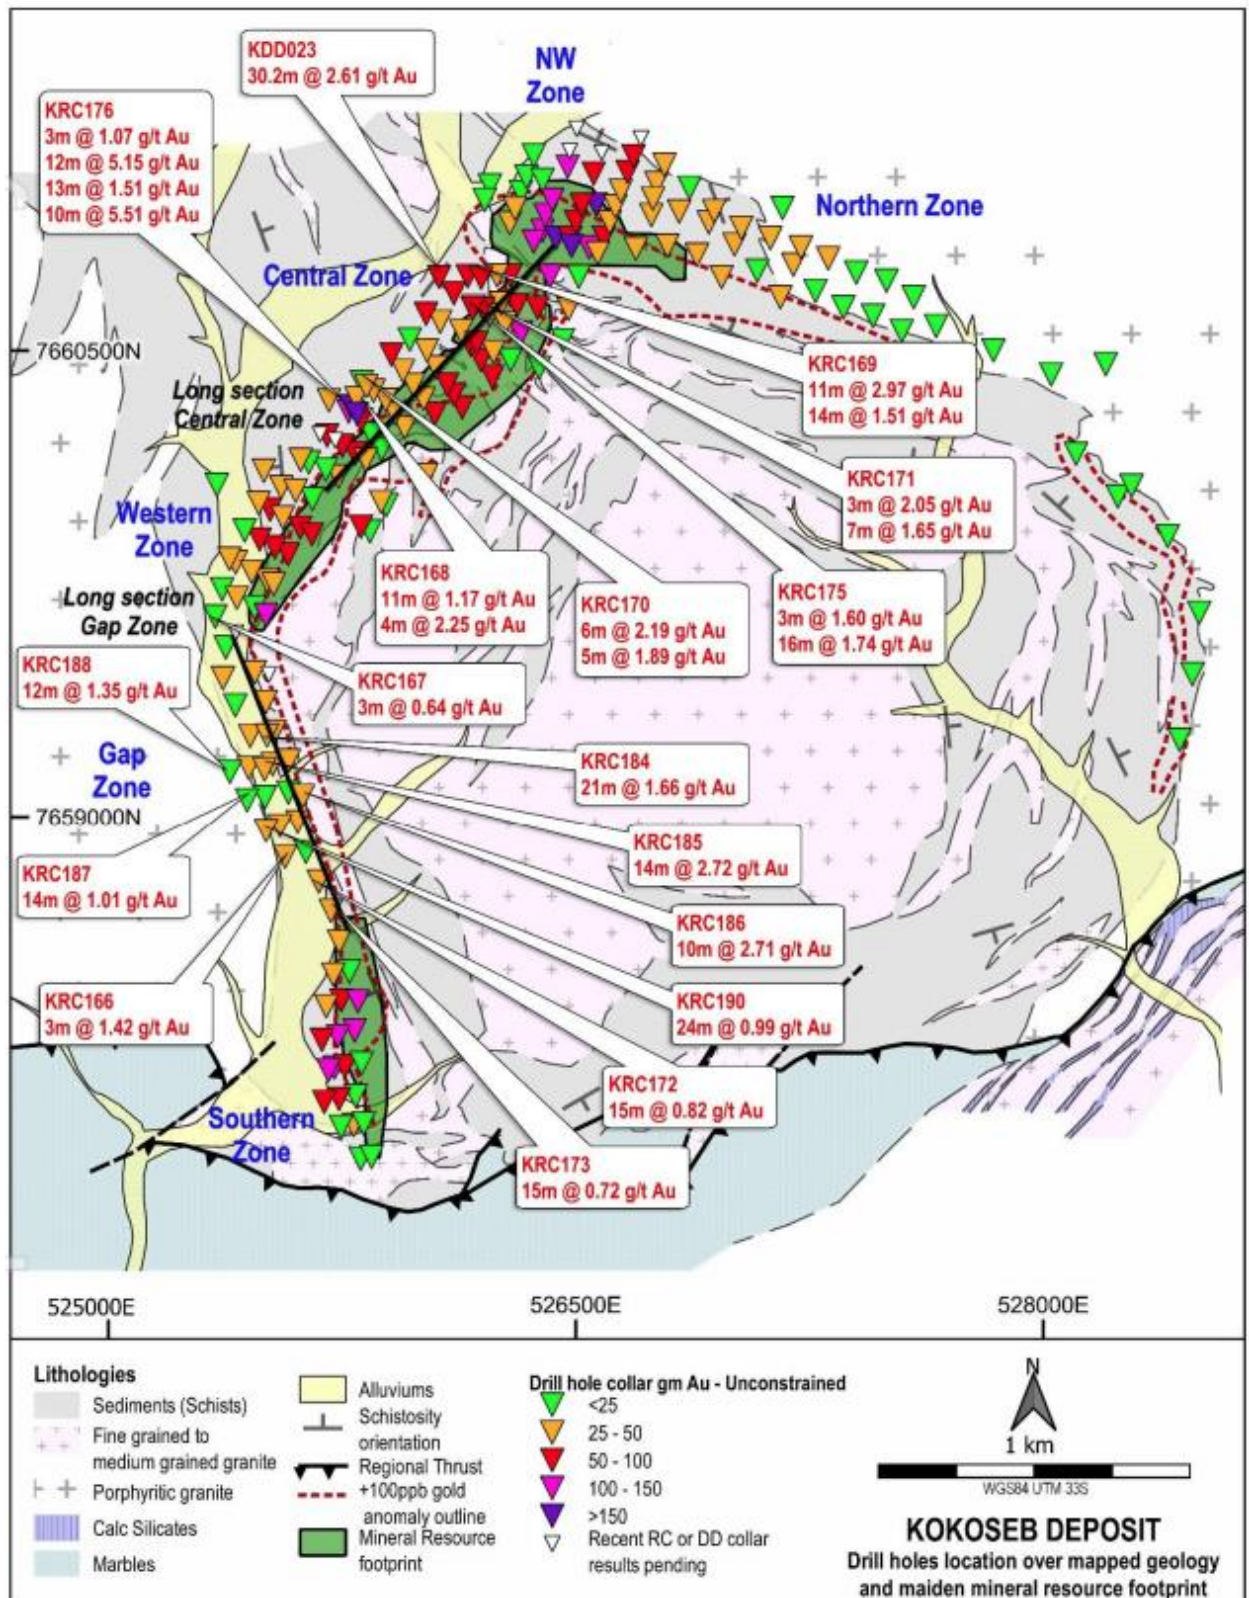 KDD023
30.2m @ 2.61 g/t Au
NW
Zone
KRC176
3m @ 1.07 g/t Au
12m @ 5.15 g/t Au
13m @ 1.51 g/t Au
10m @ 5.51 g/t Au
Northern Zone
Central Zone
7660500N
Long section
Central Zone
KRC169
11m @ 2.97 g/t Au
14m @ 1.51 g/t Au
KRC171
3m @ 2.05 g/t Au
7m @ 1.65 g/t Au
Western
Zone
KRC168
11m @ 1.17 g/t Au
4m @ 2.25 g/t Au
KRC170
6m @ 2.19 g/t Au
5m @ 1.89 g/t Au
KRC175
3m @ 1.60 g/t Au
16m @ 1.74 g/t Au
Long section
Gap Zone
KRC188
12m @ 1.35 g/t Au
KRC167
3m @ 0.64 g/t Au
Gap
Zone
KRC184
21m @ 1.66 g/t Au
7659000N
KRC185
14m @ 2.72 g/t Au
KRC187
14m @ 1.01 g/t Au
KRC186
10m @ 2.71 g/t Au
KRC166
3m @ 1.42 g/t Au
KRC190
24m @ 0.99 g/t Au
KRC172
15m @ 0.82 g/t Au
Southern
Zone
KRC173
15m @ 0.72 g/t Au
525000E
526500E
528000E
Lithologies
Sediments (Schists)
Fine grained to
medium grained granite
Porphyritic granite
Calc Silicates
Marbles
Alluviums
Schistosity
orientation
Regional Thrust
+100ppb gold
anomaly outline
Mineral Resource
footprint
Drill hole collar gm Au - Unconstrained
<25
25 - 50
50 - 100
100 - 150
>150
Recent RC or DD collar
results pending
N
1 km
WGS84 UTM 33S
KOKOSEB DEPOSIT
Drill holes location over mapped geology
and maiden mineral resource footprint